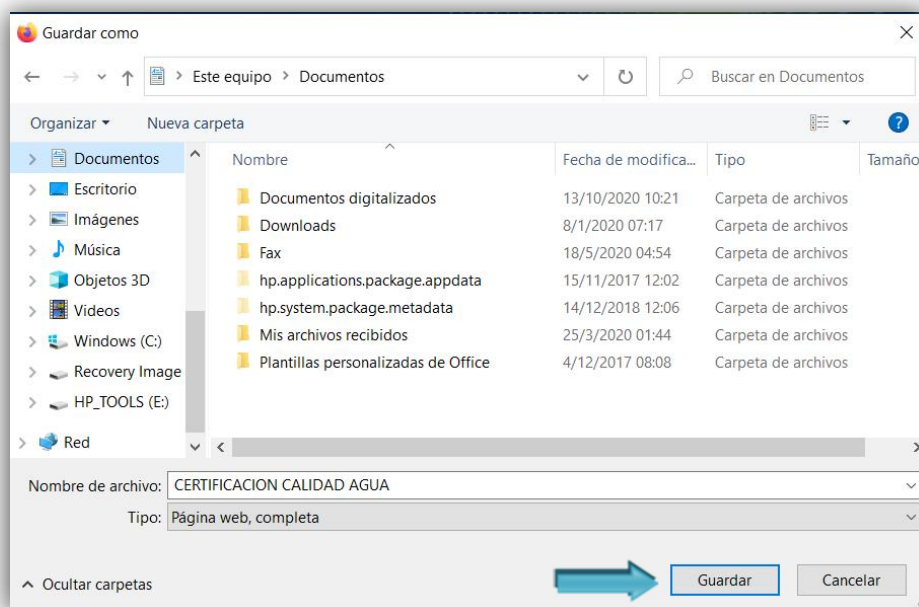 Guardar como
Este equipo > Documentos
Buscar en Documentos
Organizar
Nueva carpeta
Documentos
Escritorio
Imágenes
Música
Objetos 3D
Videos
Windows (C:)
Recovery Image
HP_TOOLS (E:)
Red
Nombre Fecha de modifica... Tipo Tamaño
Documentos digitalizados 13/10/2020 10:21 Carpeta de archivos
Downloads 8/1/2020 07:17 Carpeta de archivos
Fax 18/5/2020 04:54 Carpeta de archivos
hp.applications.package.appdata 15/11/2017 12:02 Carpeta de archivos
hp.system.package.metadata 14/12/2018 12:06 Carpeta de archivos
Mis archivos recibidos 25/3/2020 01:44 Carpeta de archivos
Plantillas personalizadas de Office 4/12/2017 08:08 Carpeta de archivos
Nombre de archivo: CERTIFICACION CALIDAD AGUA
Tipo: Página web, completa
Ocultar carpetas
Guardar
Cancelar